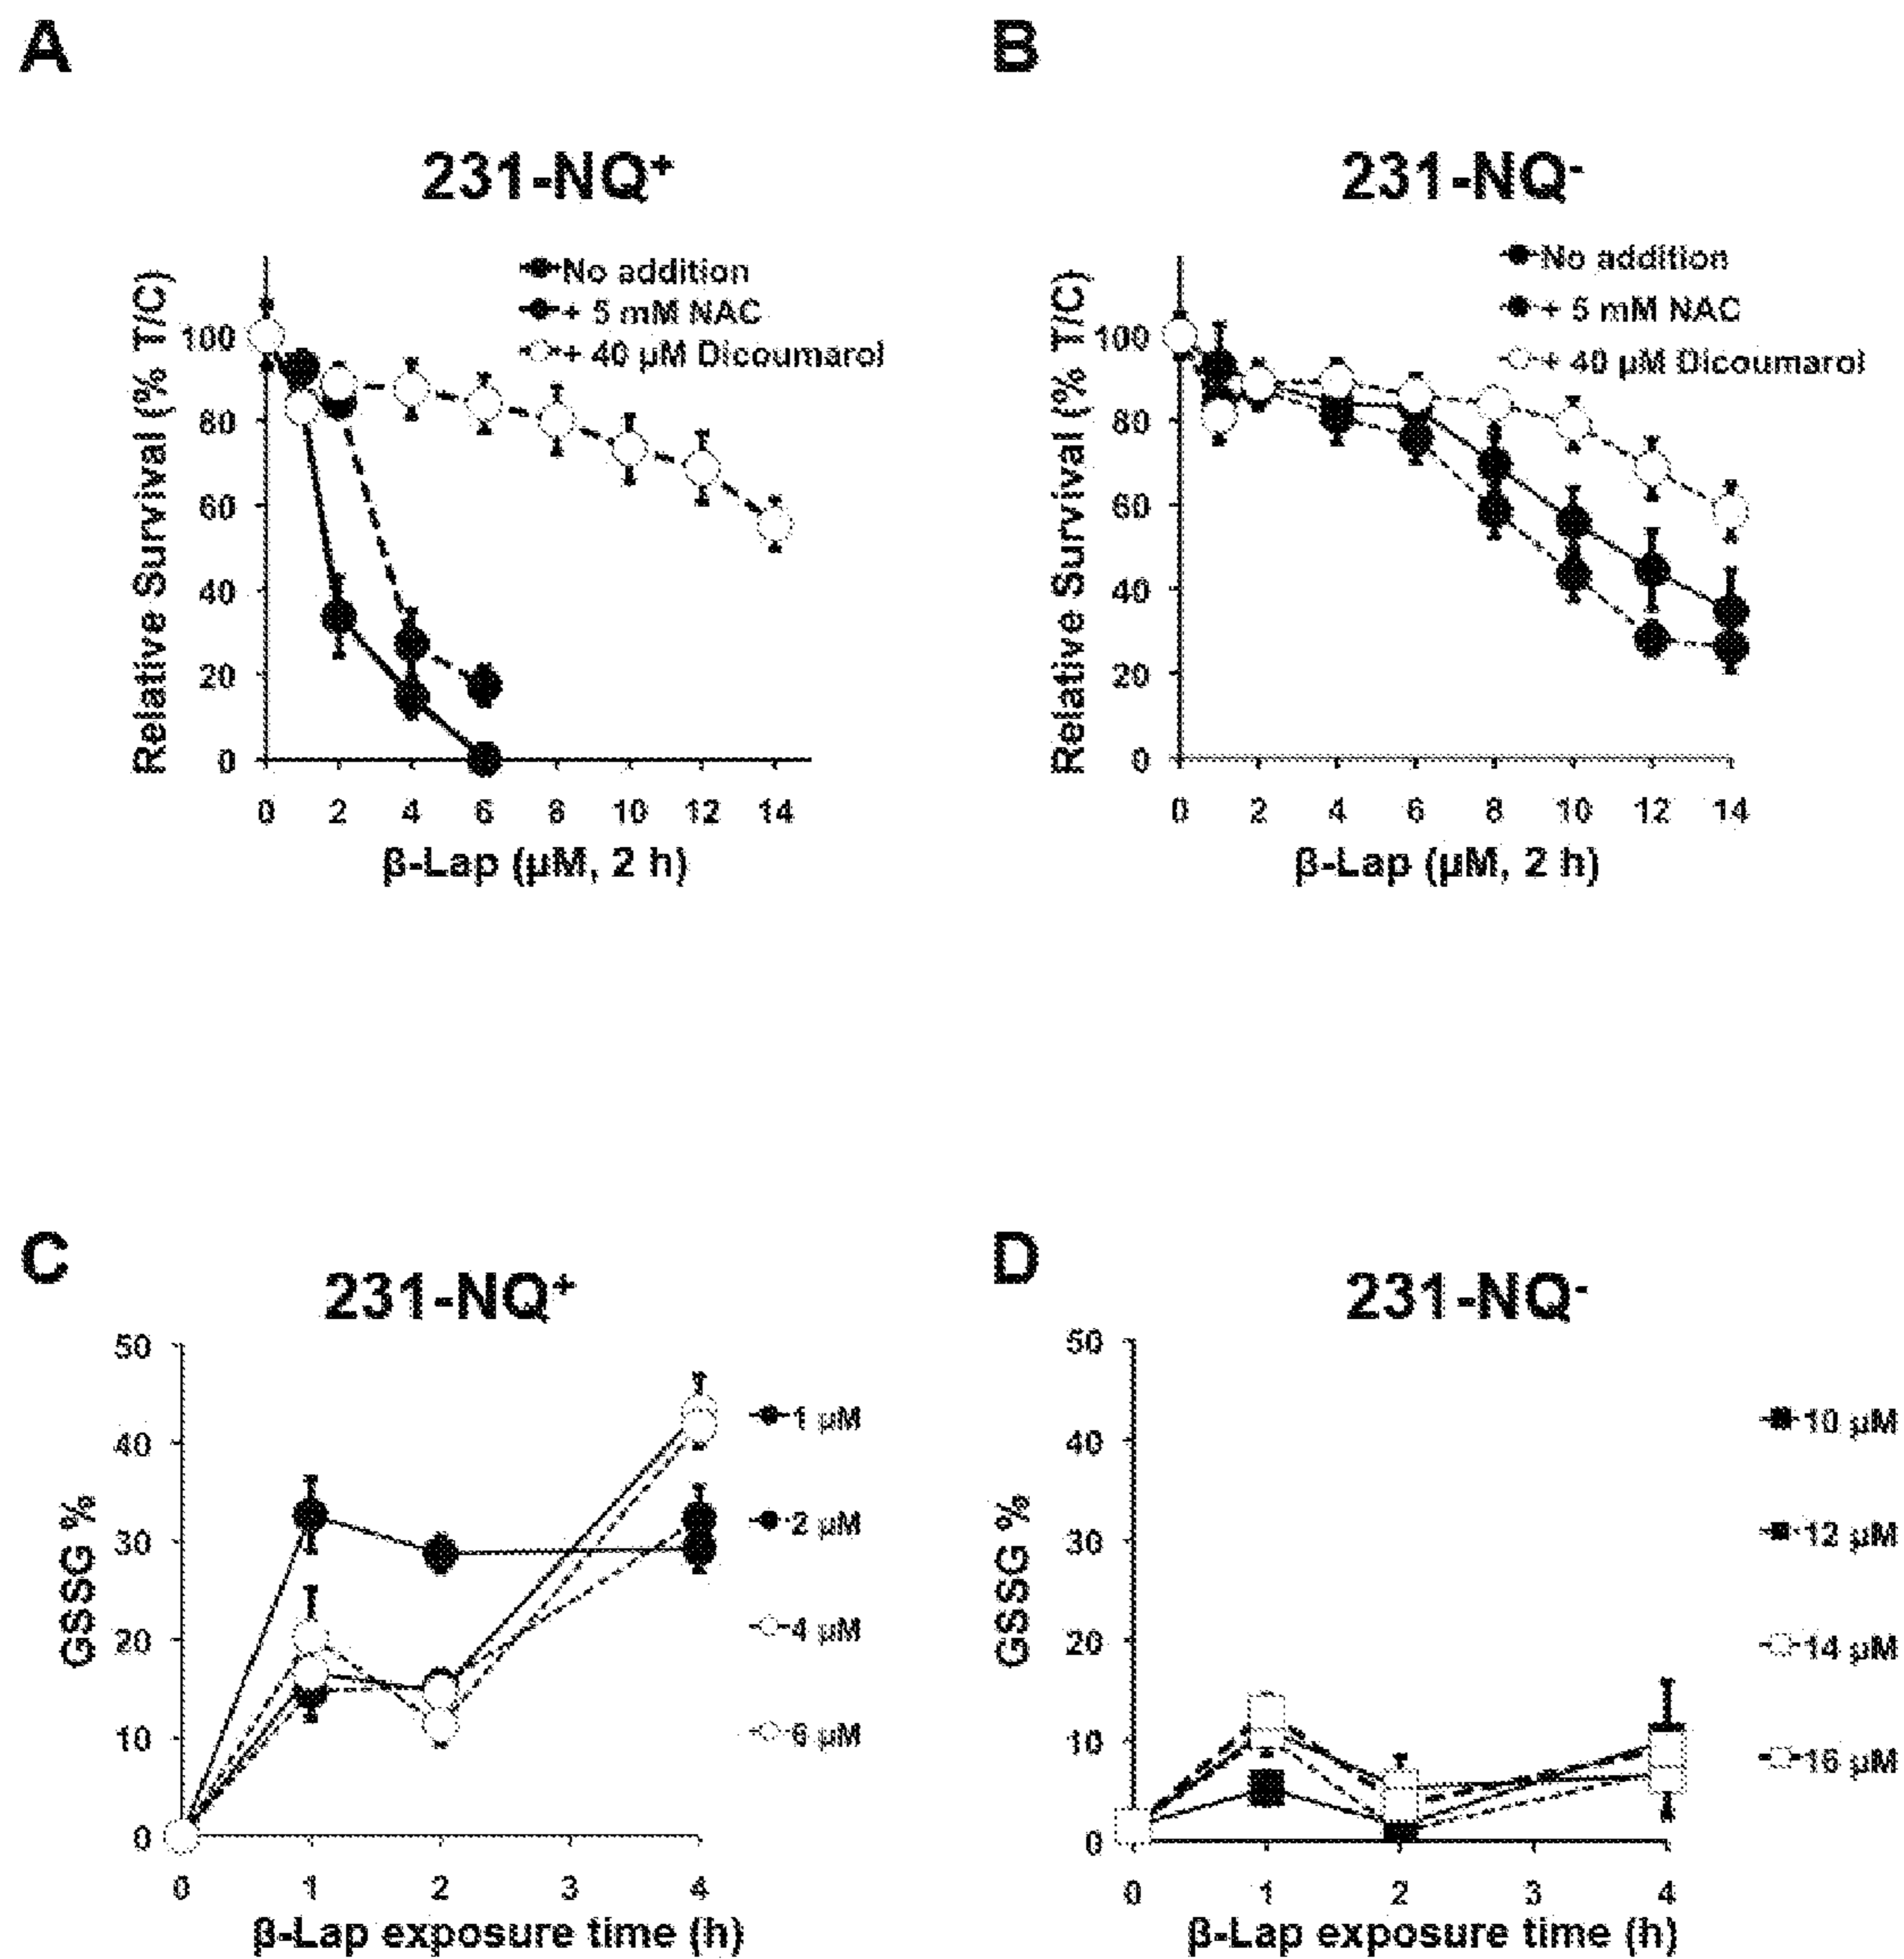 A
231-NQ+
No addition
+ 5 mM NAC
+ 40 µM Dicoumarol
Relative Survival (% T/C)
100
80
60
40
20
0
0 2 4 6 8 10 12 14
β-Lap (µM, 2 h)
B
231-NQ-
No addition
+ 5 mM NAC
+ 40 µM Dicoumarol
Relative Survival (% T/C)
100
80
60
40
20
0
0 2 4 6 8 10 12 14
β-Lap (µM, 2 h)
C
231-NQ+
1 µM
2 µM
4 µM
6 µM
GSSG %
50
40
30
20
10
0
0 1 2 3 4
β-Lap exposure time (h)
D
231-NQ-
10 µM
12 µM
14 µM
16 µM
GSSG %
50
40
30
20
10
0
0 1 2 3 4
β-Lap exposure time (h)